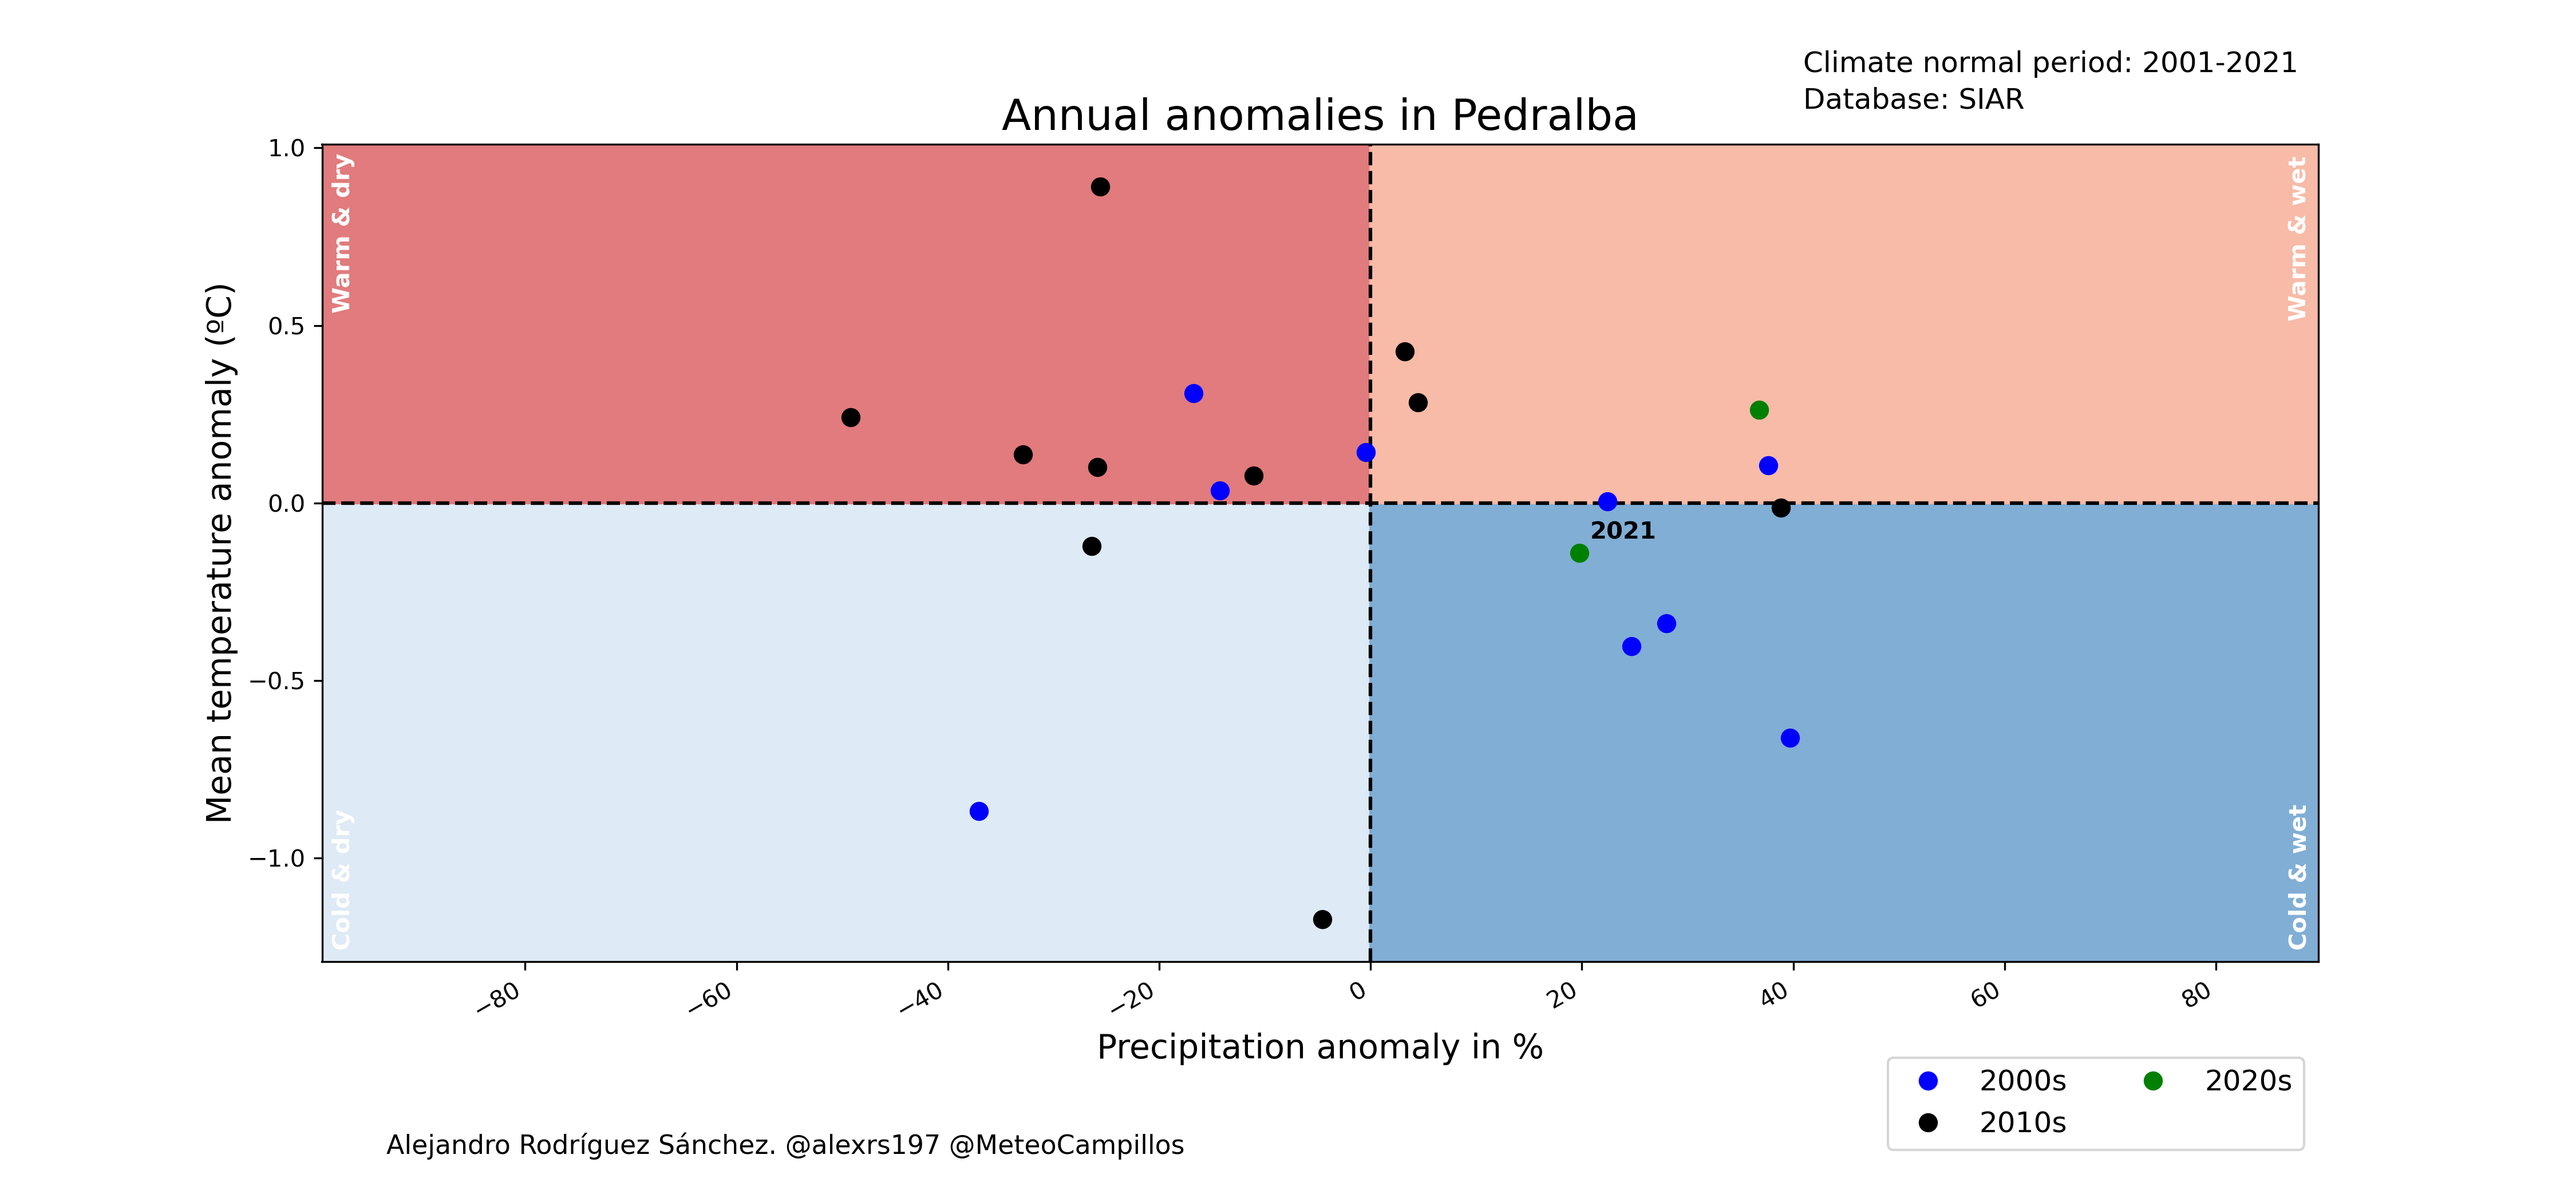 Climate normal period: 2001-2021
Database: SIAR
Annual anomalies in Pedralba
Warm & dry
Warm & wet
Cold & dry
Cold & wet
Mean temperature anomaly (ºC)
1.0
0.5
0.0
−0.5
−1.0
2021
−80
−60
−40
−20
0
20
40
60
80
Precipitation anomaly in %
2000s
2010s
2020s
Alejandro Rodríguez Sánchez. @alexrs197 @MeteoCampillos